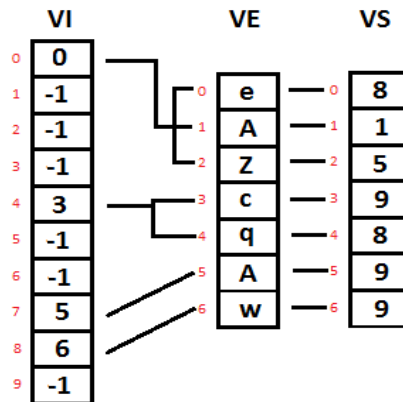 VI VE VS
0 0
1 -1 0 e 0 8
2 -1 1 A 1 1
3 -1 2 Z 2 5
4 3 3 c 3 9
5 -1 4 q 4 8
6 -1 5 A 5 9
7 5 6 w 6 9
8 6
9 -1